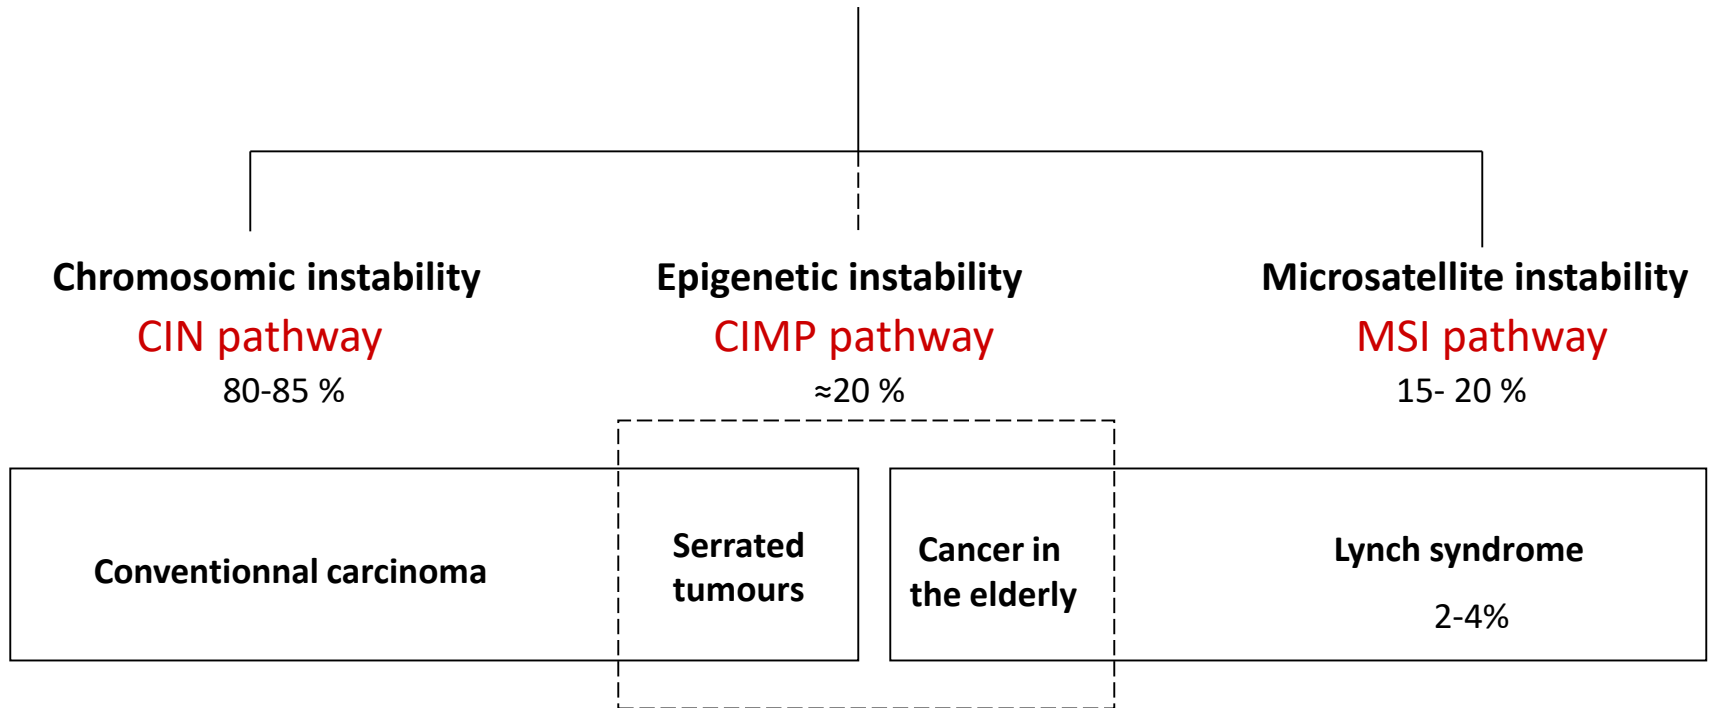 Chromosomic instability
CIN pathway
80-85 %
Epigenetic instability
CIMP pathway
≈20 %
Microsatellite instability
MSI pathway
15- 20 %
Conventionnal carcinoma
Serrated
tumours
Cancer in
the elderly
Lynch syndrome
2-4%